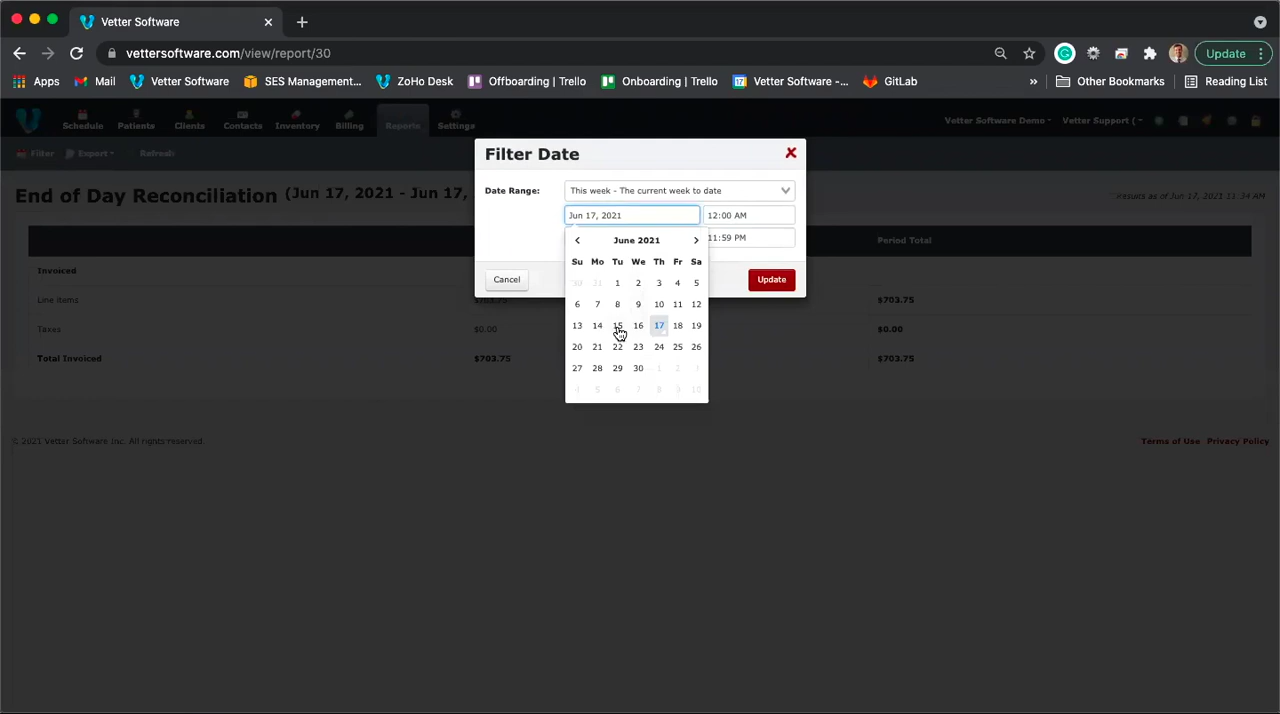 Vetter Software
vettersoftware.com/view/report/30
Update
Apps Mail Vetter Software SES Management... ZoHo Desk Offboarding | Trello Onboarding | Trello Vetter Software -... GitLab » Other Bookmarks Reading List
Schedule Patients Clients Contacts Inventory Billing Reports Settings
Vetter Software Demo Vetter Support (
Filter Export Refresh
End of Day Reconciliation (Jun 17, 2021 - Jun 17,
Results as of Jun 17, 2021 11:34 AM
Period Total
Invoiced
Line Items $703.75 $703.75
Taxes $0.00 $0.00
Total Invoiced $703.75 $703.75
Filter Date
Date Range: This week - The current week to date
Jun 17, 2021 12:00 AM
11:59 PM
Cancel Update
June 2021
Su Mo Tu We Th Fr Sa
30 31 1 2 3 4 5
6 7 8 9 10 11 12
13 14 15 16 17 18 19
20 21 22 23 24 25 26
27 28 29 30 1 2
4 5 6 7 8 9 10
© 2021 Vetter Software Inc. All rights reserved.
Terms of Use Privacy Policy